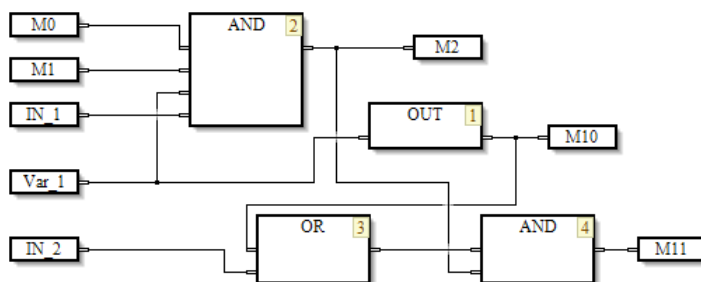 M0
AND 2
M2
M1
IN_1
OUT 1
M10
Var_1
OR 3
AND 4
IN_2
M11